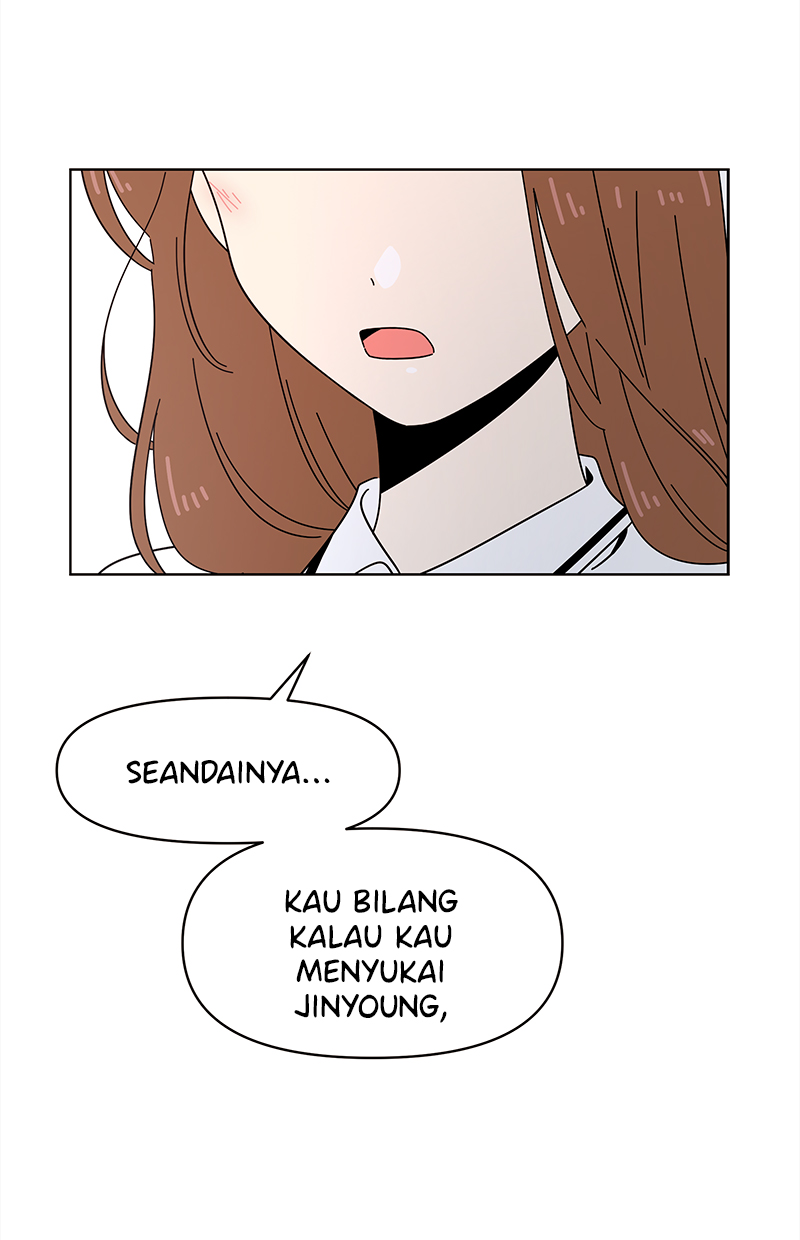 SEANDAINYA...
KAU BILANG
KALAU KAU
MENYUKAI
JINYOUNG,